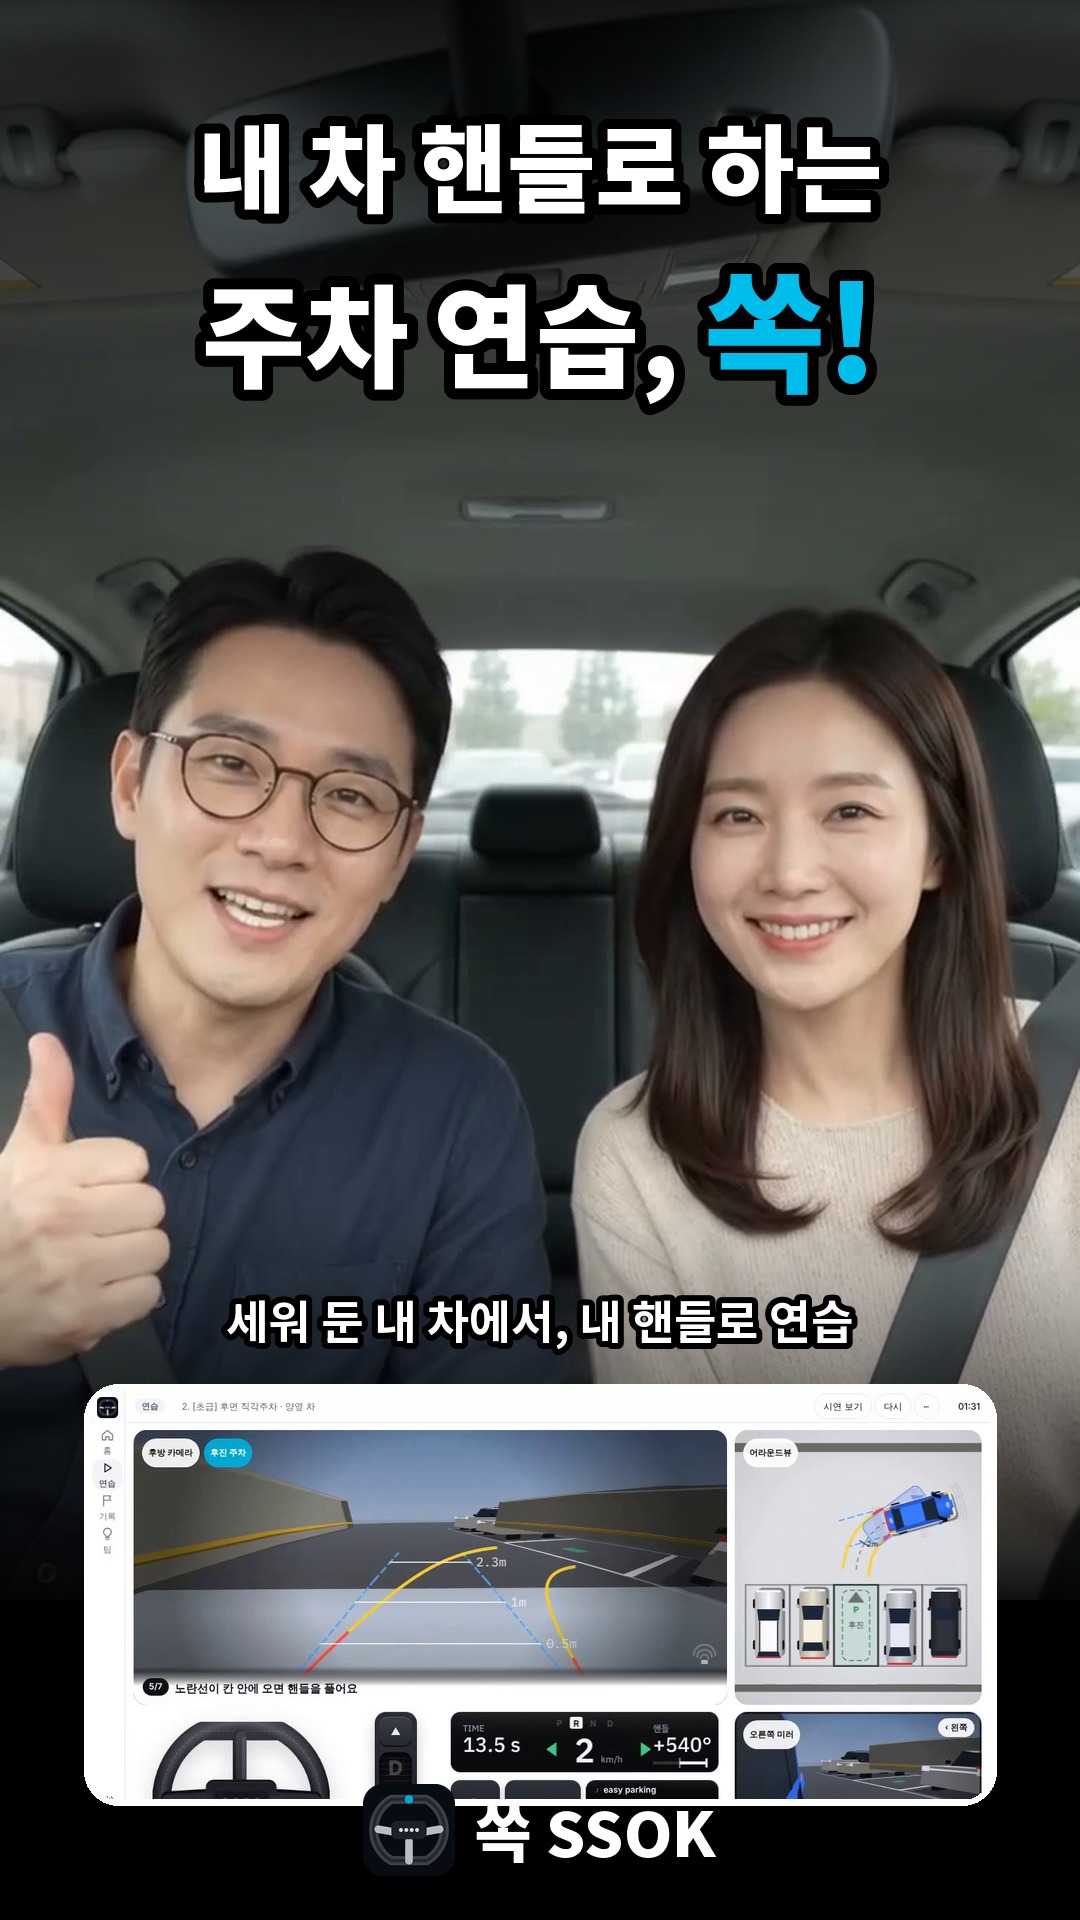 내 차 핸들로 하는
주차 연습, 쏙!
세워 둔 내 차에서, 내 핸들로 연습
연습
2. [초급] 후면 직각주차 · 양옆 차
시연 보기
다시
01:31
홈
연습
기록
팁
후방 카메라
후진 주차
2.3m
1m
0.5m
5/7
노란선이 칸 안에 오면 핸들을 풀어요
어라운드뷰
2m
P
후진
D
TIME
13.5 s
P R N D
2
km/h
핸들
+540°
♪ easy parking
오른쪽 미러
‹ 왼쪽
쏙 SSOK